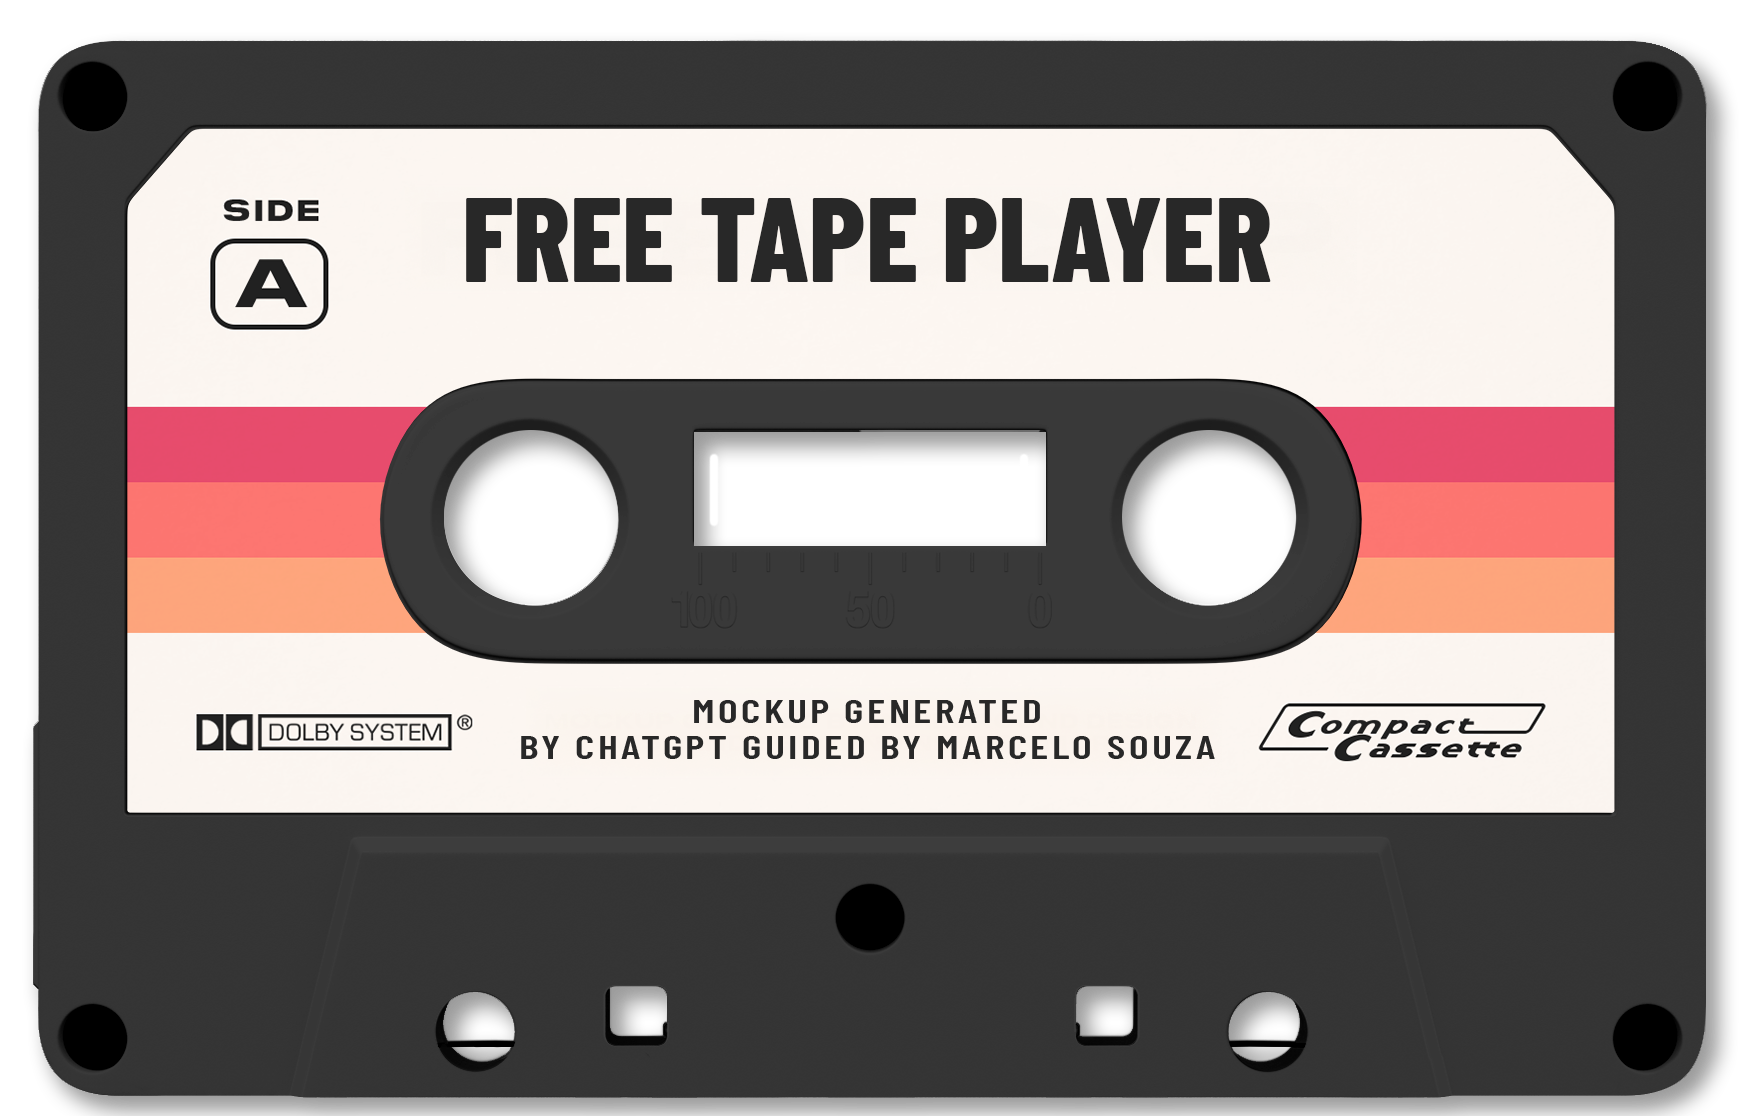 SIDE
A
FREE TAPE PLAYER
100 50 0
DOLBY SYSTEM®
MOCKUP GENERATED
BY CHATGPT GUIDED BY MARCELO SOUZA
Compact
Cassette